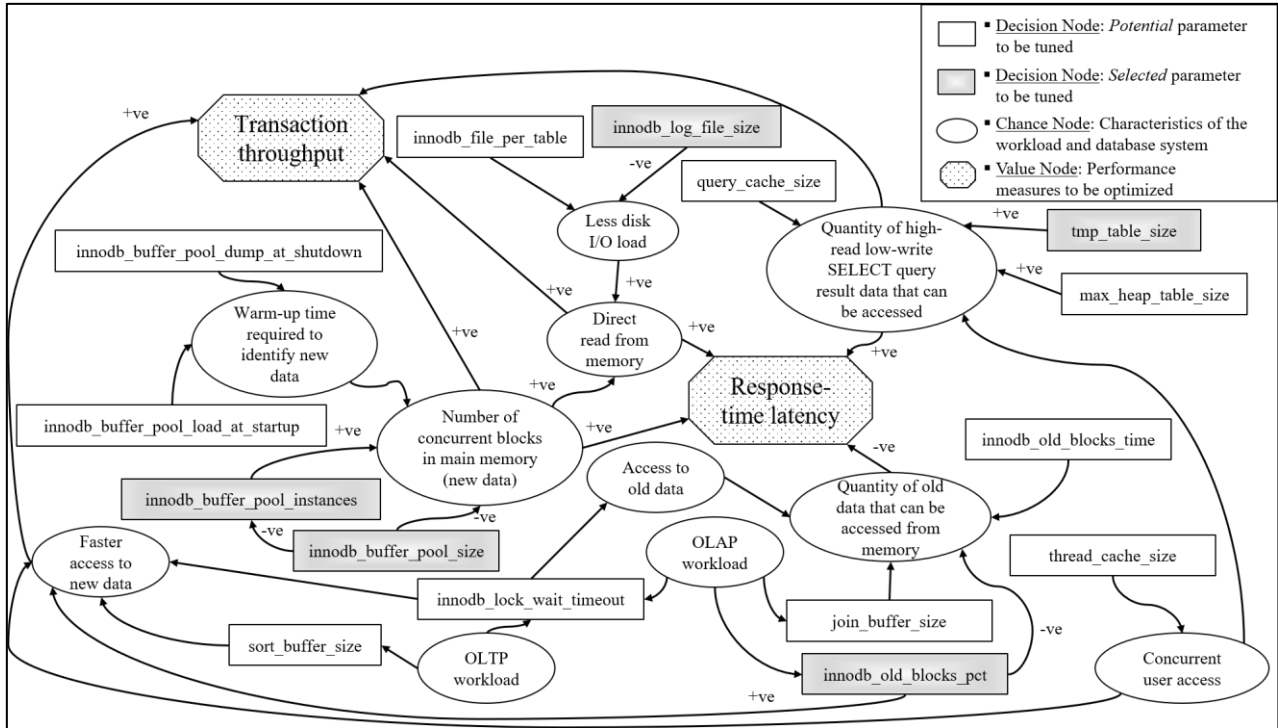 ▪ Decision Node: Potential parameter
to be tuned
▪ Decision Node: Selected parameter
to be tuned
▪ Chance Node: Characteristics of the
workload and database system
▪ Value Node: Performance
measures to be optimized
+ve
Transaction
throughput
innodb_file_per_table
innodb_log_file_size
-ve
query_cache_size
Less disk
I/O load
Quantity of high-
read low-write
SELECT query
result data that can
be accessed
+ve
tmp_table_size
+ve
max_heap_table_size
innodb_buffer_pool_dump_at_shutdown
+ve
+ve
Warm-up time
required to
identify new
data
+ve
Direct
read from
memory
+ve
+ve
Response-
time latency
innodb_buffer_pool_load_at_startup
+ve
+ve
Number of
concurrent blocks
in main memory
(new data)
+ve
-ve
innodb_old_blocks_time
Access to
old data
Quantity of old
data that can be
accessed from
memory
innodb_buffer_pool_instances
-ve
-ve
innodb_buffer_pool_size
Faster
access to
new data
OLAP
workload
thread_cache_size
innodb_lock_wait_timeout
join_buffer_size
-ve
sort_buffer_size
OLTP
workload
innodb_old_blocks_pct
+ve
Concurrent
user access